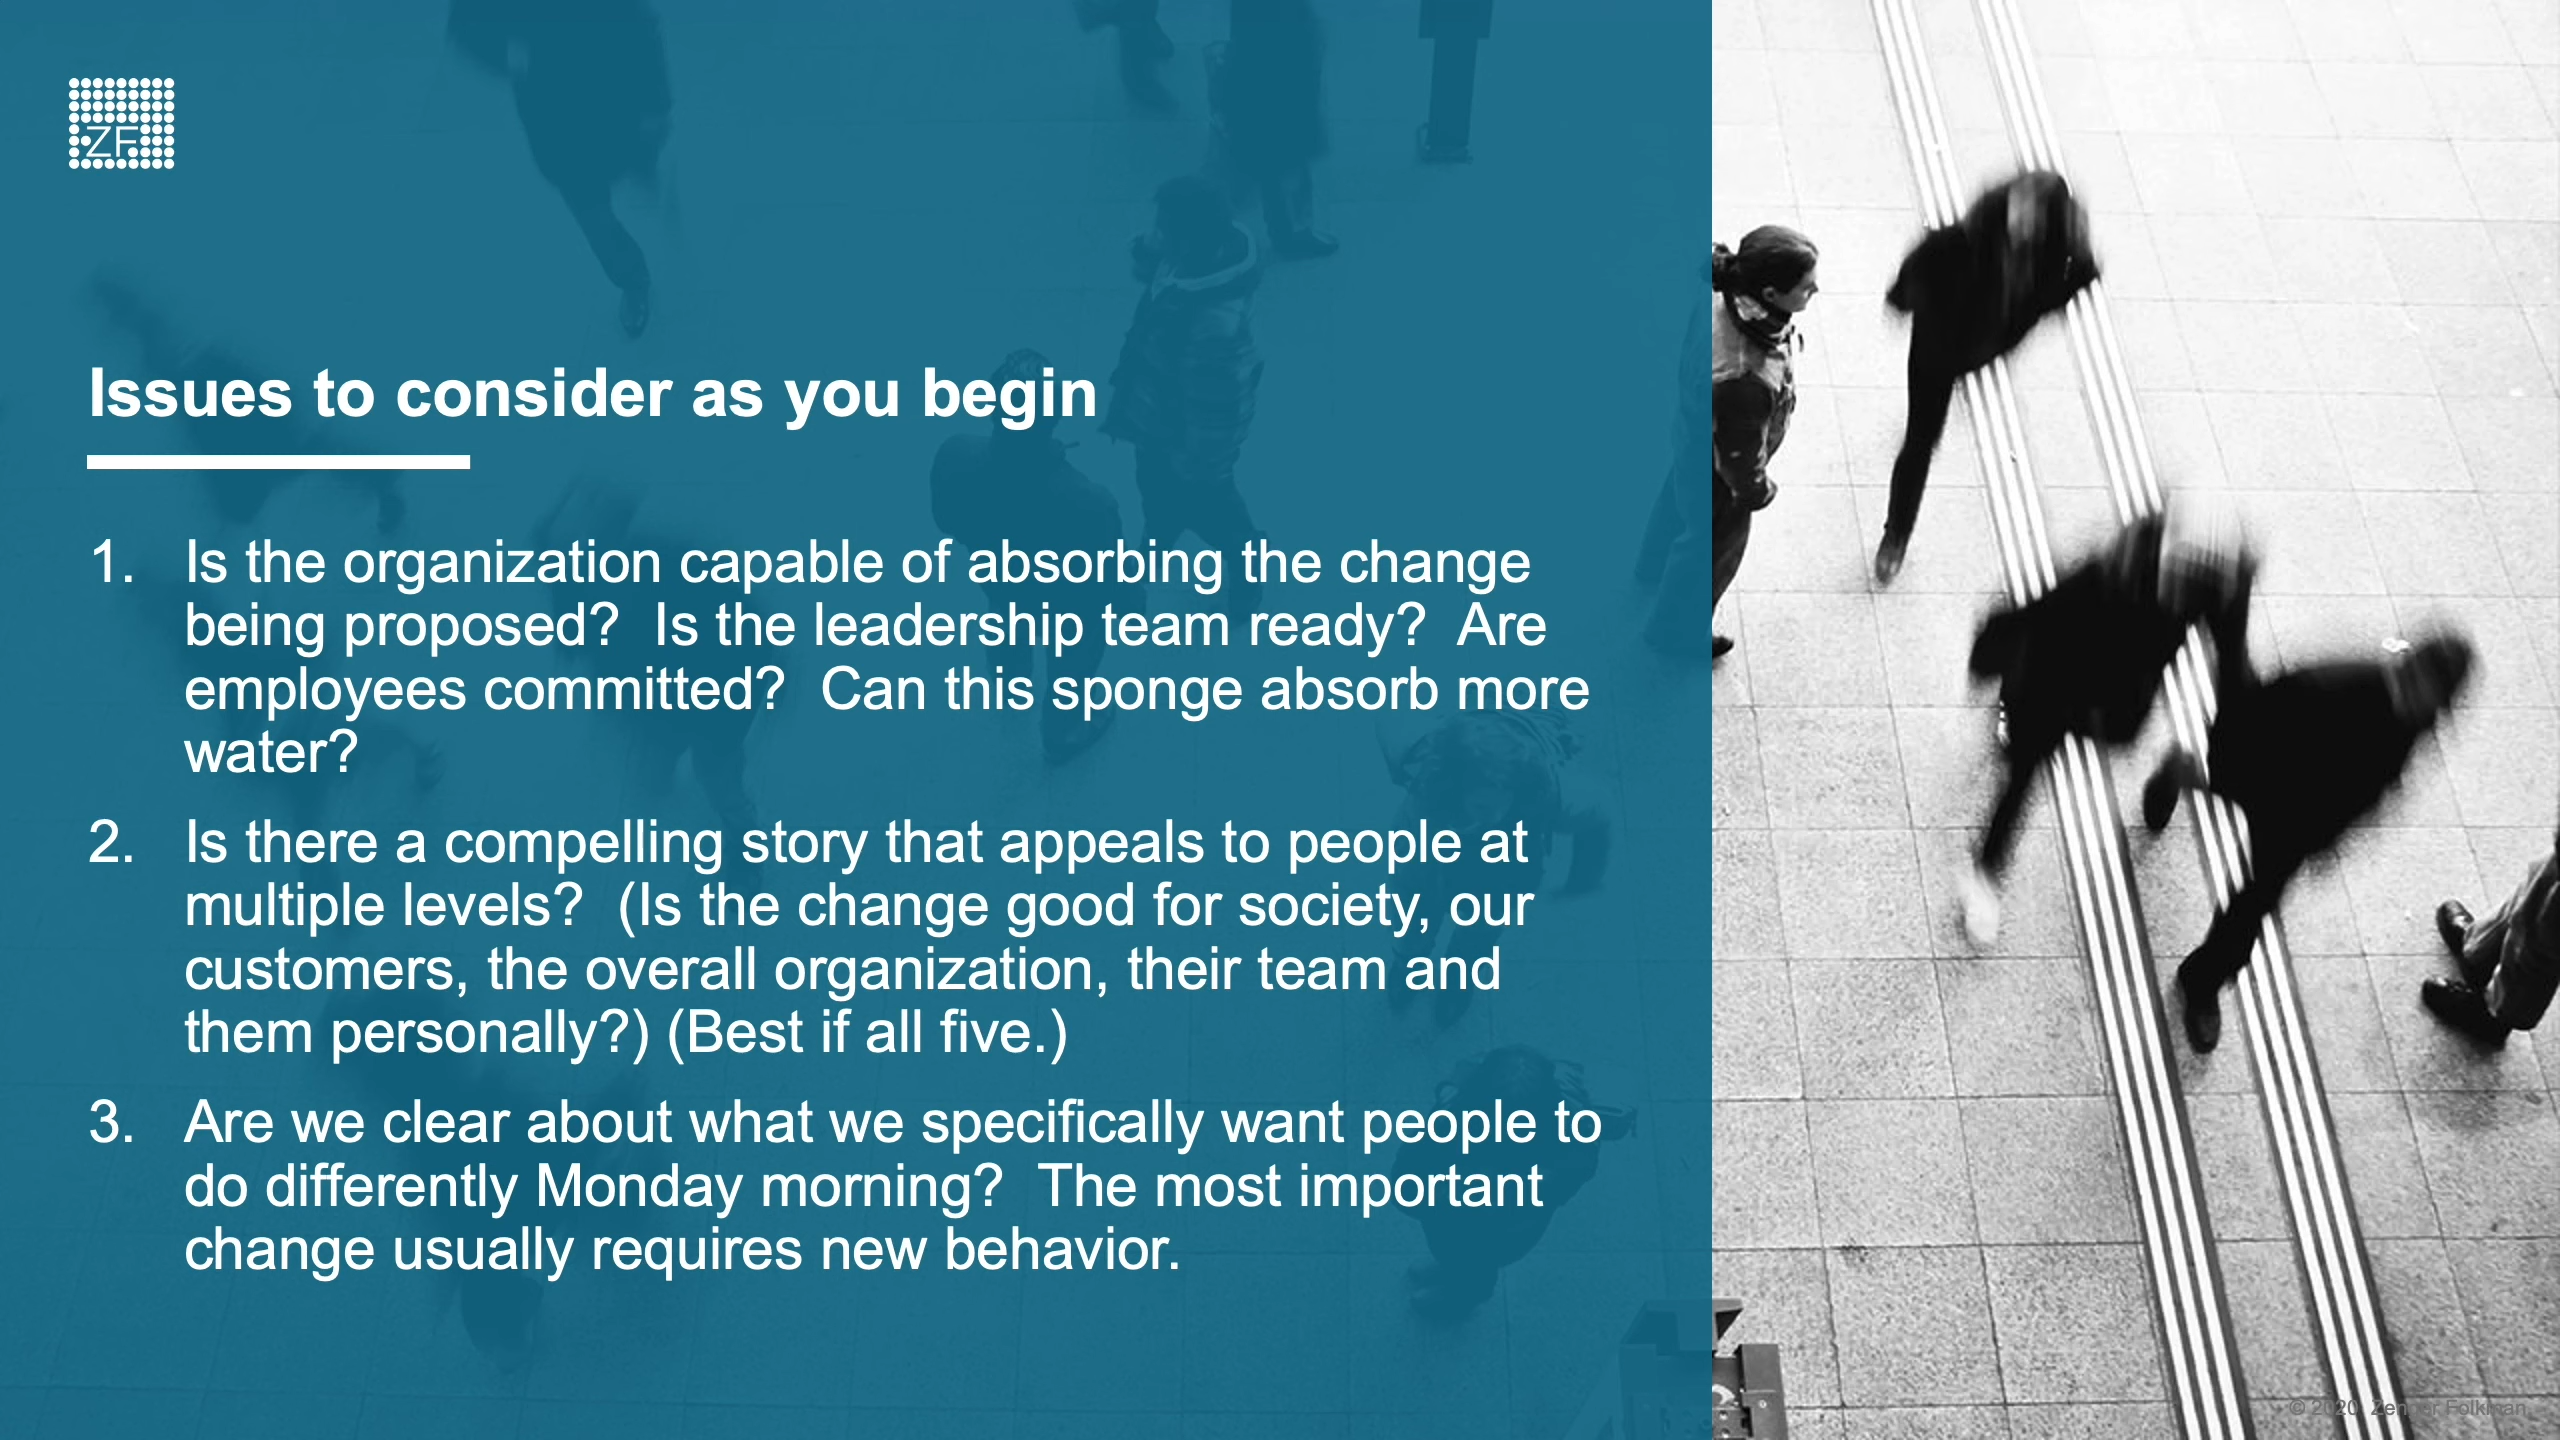 ZF
Issues to consider as you begin
1. Is the organization capable of absorbing the change
being proposed?  Is the leadership team ready?  Are
employees committed?  Can this sponge absorb more
water?
2. Is there a compelling story that appeals to people at
multiple levels?  (Is the change good for society, our
customers, the overall organization, their team and
them personally?) (Best if all five.)
3. Are we clear about what we specifically want people to
do differently Monday morning?  The most important
change usually requires new behavior.
© 2020  Zenger Folkman